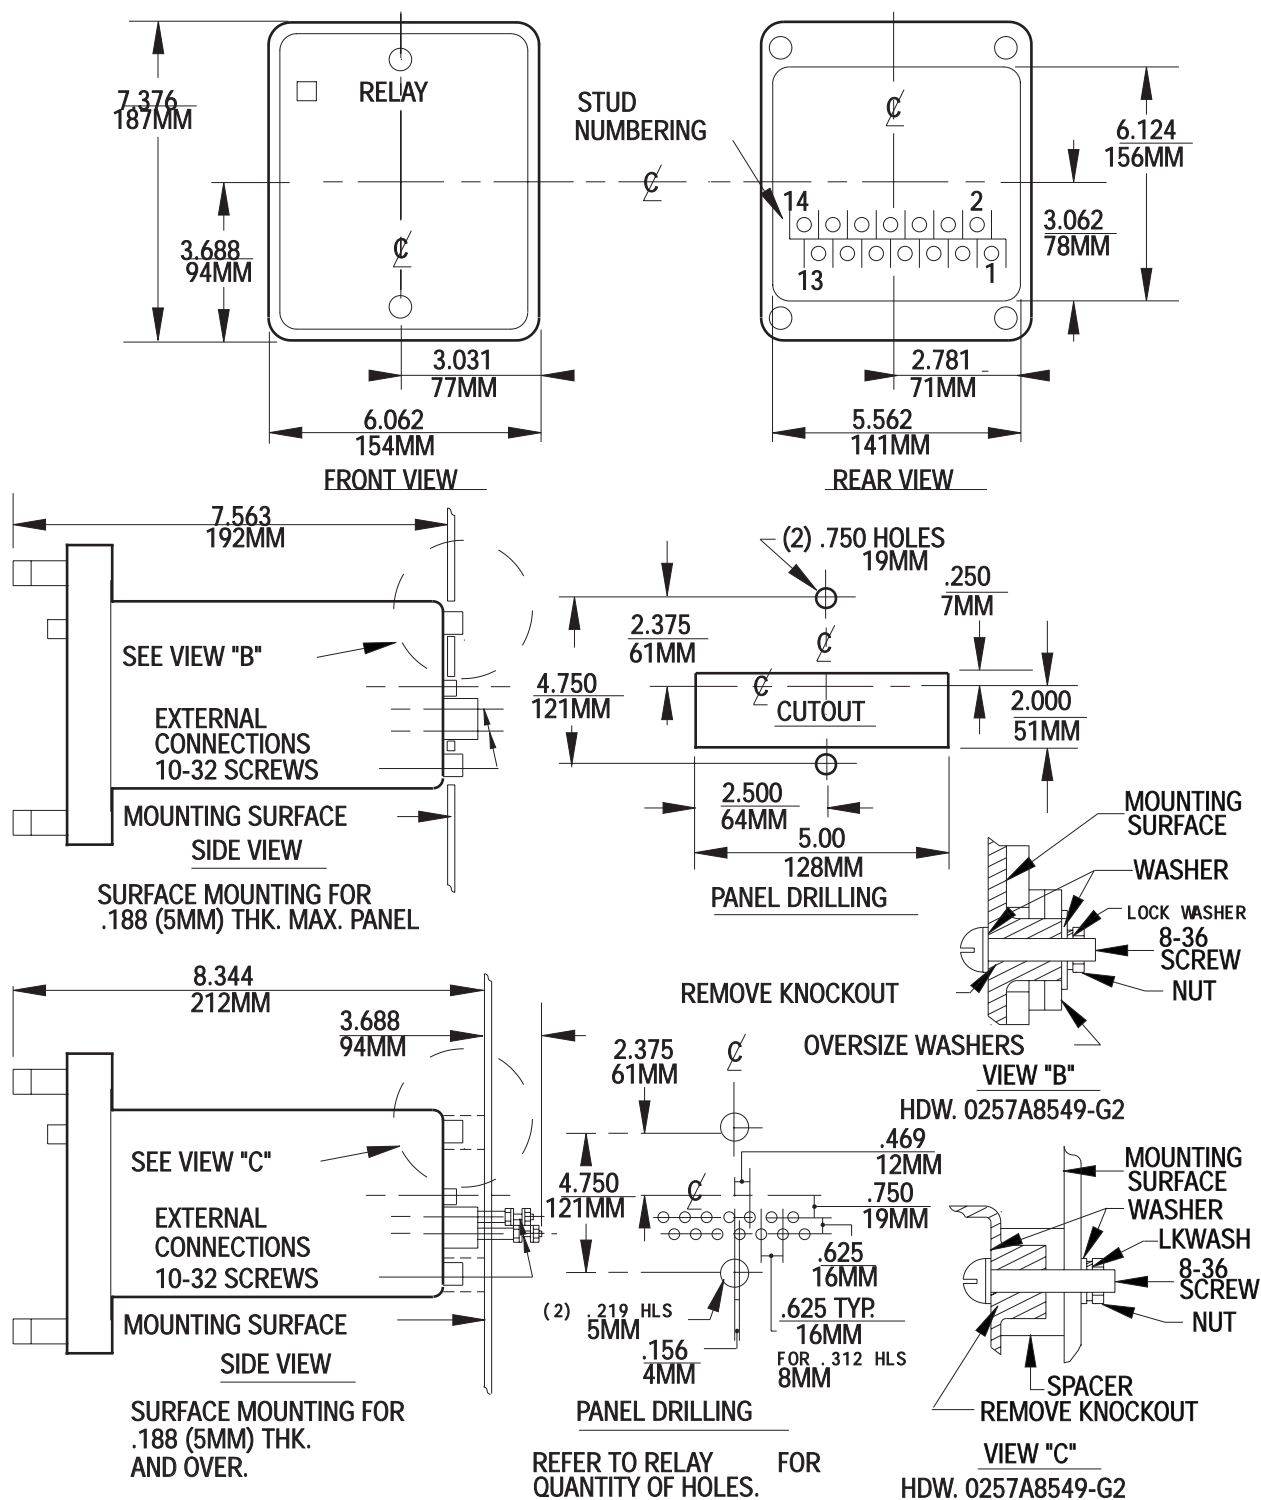 7.376
187MM
RELAY
3.688
94MM
3.031
77MM
6.062
154MM
FRONT VIEW
STUD
NUMBERING
℄
℄
℄
14
2
13
1
6.124
156MM
3.062
78MM
2.781
71MM
5.562
141MM
REAR VIEW
7.563
192MM
SEE VIEW "B"
EXTERNAL
CONNECTIONS
10-32 SCREWS
MOUNTING SURFACE
SIDE VIEW
SURFACE MOUNTING FOR
.188 (5MM) THK. MAX. PANEL
(2) .750 HOLES
19MM
.250
7MM
2.375
61MM
℄
℄
4.750
121MM
CUTOUT
2.000
51MM
2.500
64MM
5.00
128MM
PANEL DRILLING
MOUNTING
SURFACE
WASHER
LOCK WASHER
8-36
SCREW
NUT
REMOVE KNOCKOUT
OVERSIZE WASHERS
VIEW "B"
HDW. 0257A8549-G2
8.344
212MM
3.688
94MM
SEE VIEW "C"
EXTERNAL
CONNECTIONS
10-32 SCREWS
MOUNTING SURFACE
SIDE VIEW
SURFACE MOUNTING FOR
.188 (5MM) THK.
AND OVER.
2.375
61MM
℄
℄
4.750
121MM
.469
12MM
.750
19MM
.625
16MM
(2) .219 HLS
5MM
.625 TYP.
16MM
FOR .312 HLS
8MM
.156
4MM
PANEL DRILLING
REFER TO RELAY FOR
QUANTITY OF HOLES.
MOUNTING
SURFACE
WASHER
LKWASH
8-36
SCREW
NUT
SPACER
REMOVE KNOCKOUT
VIEW "C"
HDW. 0257A8549-G2